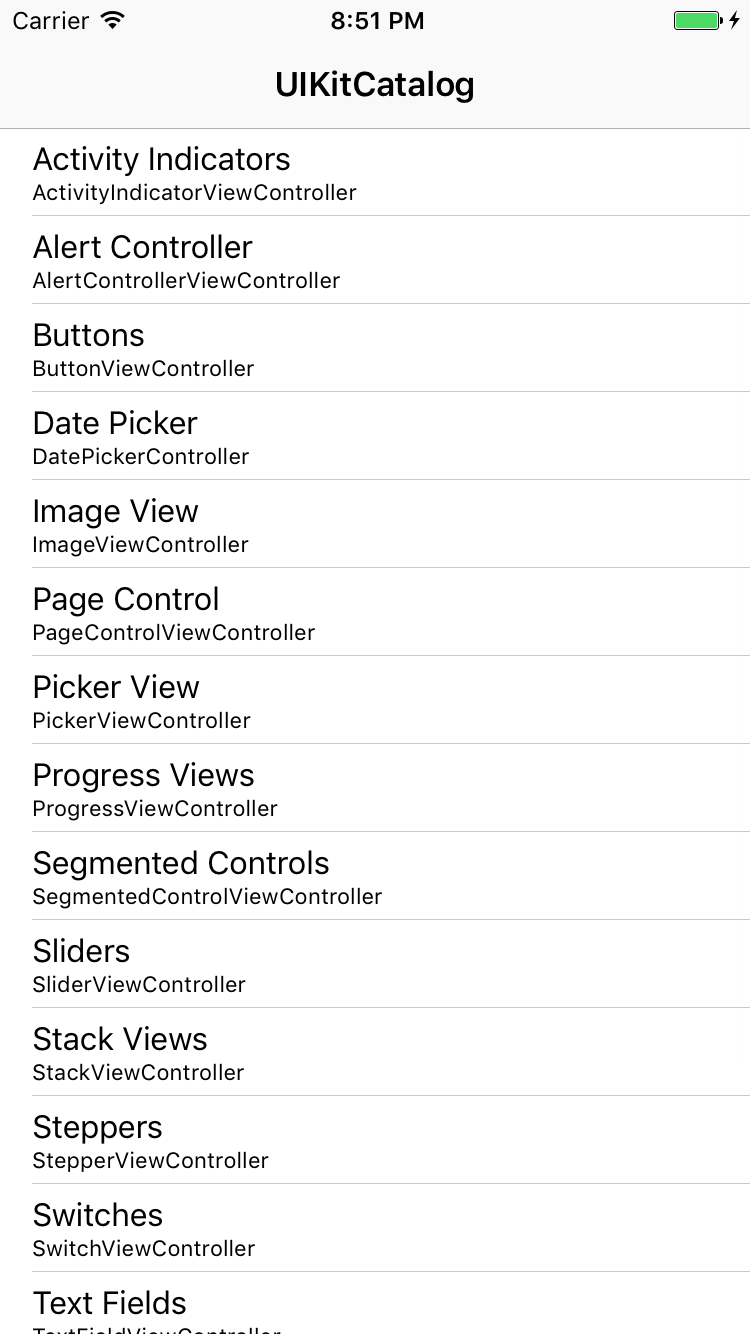 Carrier 8:51 PM
UIKitCatalog
Activity Indicators
ActivityIndicatorViewController
Alert Controller
AlertControllerViewController
Buttons
ButtonViewController
Date Picker
DatePickerController
Image View
ImageViewController
Page Control
PageControlViewController
Picker View
PickerViewController
Progress Views
ProgressViewController
Segmented Controls
SegmentedControlViewController
Sliders
SliderViewController
Stack Views
StackViewController
Steppers
StepperViewController
Switches
SwitchViewController
Text Fields
TextFieldViewController